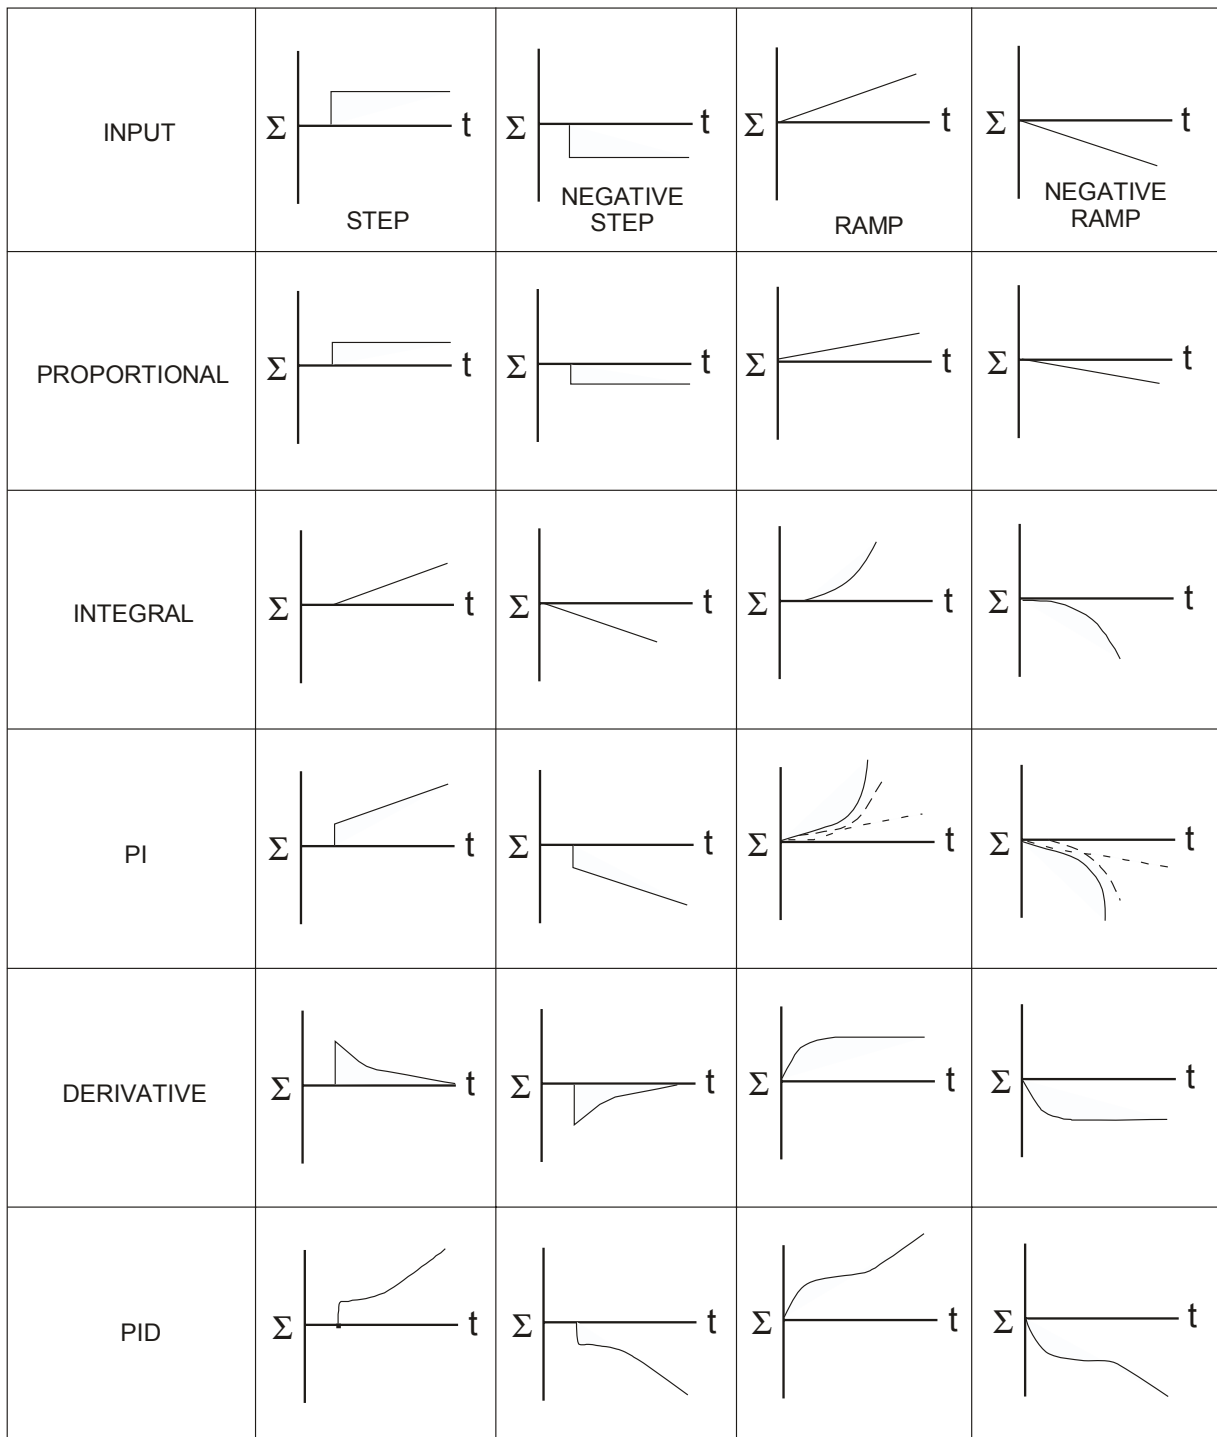 INPUT
Σ t
STEP
Σ t
NEGATIVE
STEP
Σ t
RAMP
Σ t
NEGATIVE
RAMP
PROPORTIONAL
Σ t
Σ t
Σ t
Σ t
INTEGRAL
Σ t
Σ t
Σ t
Σ t
PI
Σ t
Σ t
Σ t
Σ t
DERIVATIVE
Σ t
Σ t
Σ t
Σ t
PID
Σ t
Σ t
Σ t
Σ t